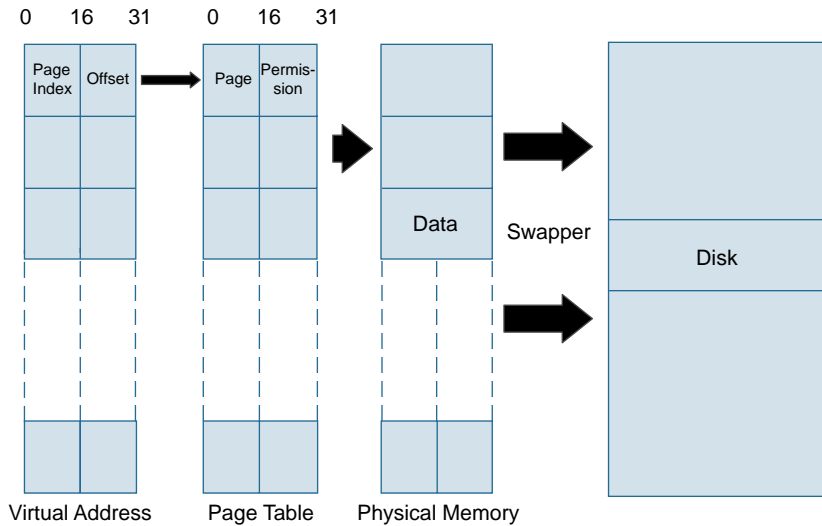 0 16 31
0 16 31
Page
Index
Offset
Page
Permis-
sion
Data
Swapper
Disk
Virtual Address
Page Table
Physical Memory